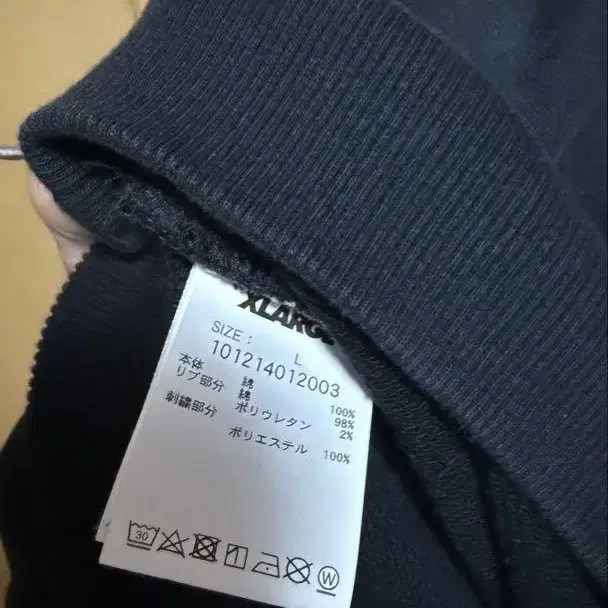 XLARGE
SIZE : L
101214012003
本体 綿 100%
リブ部分 綿 98%
ポリウレタン 2%
刺繍部分 ポリエステル 100%
30
W